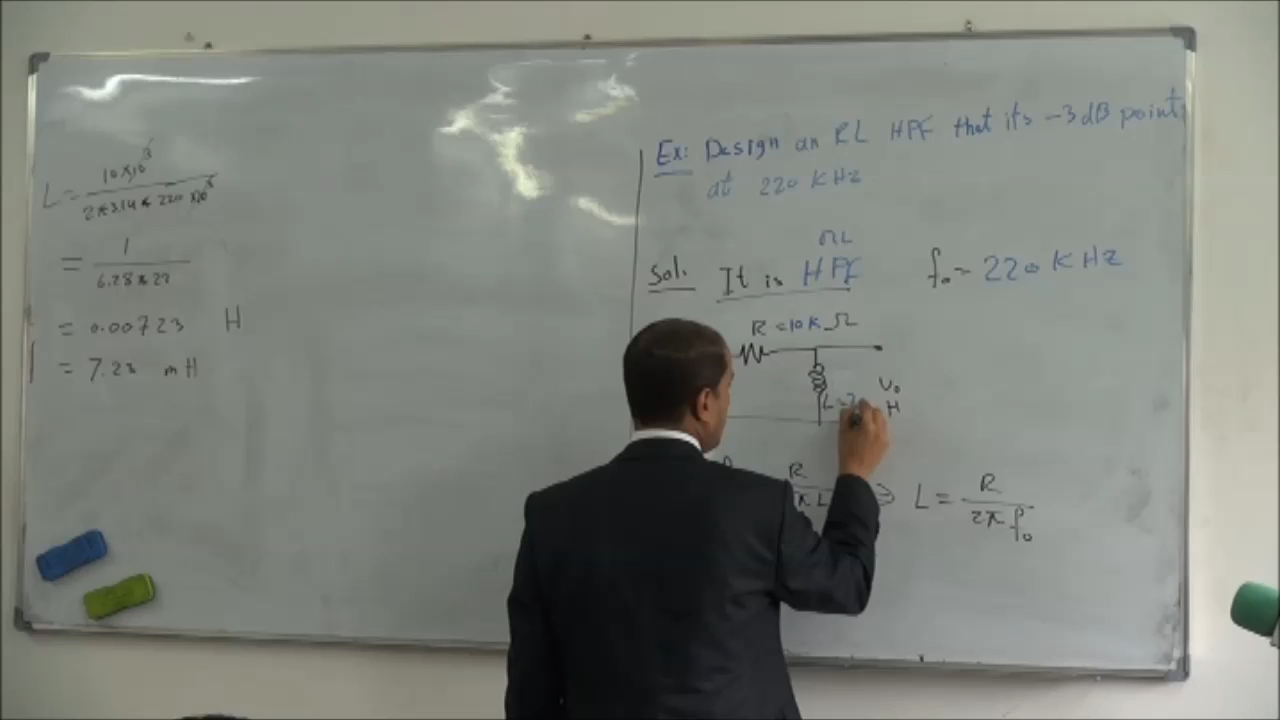 L = 10×10³ / 2×3.14×220×10³
= 1 / 6.28×22
= 0.00723 H
= 7.23 mH
Ex: Design an RL HPF that its -3dB point
at 220 KHZ
Sol. It is HPF f₀ = 220 KHZ
R = 10K Ω
V₀
L = 7
H
R ⇒ L = R / 2π f₀
π L